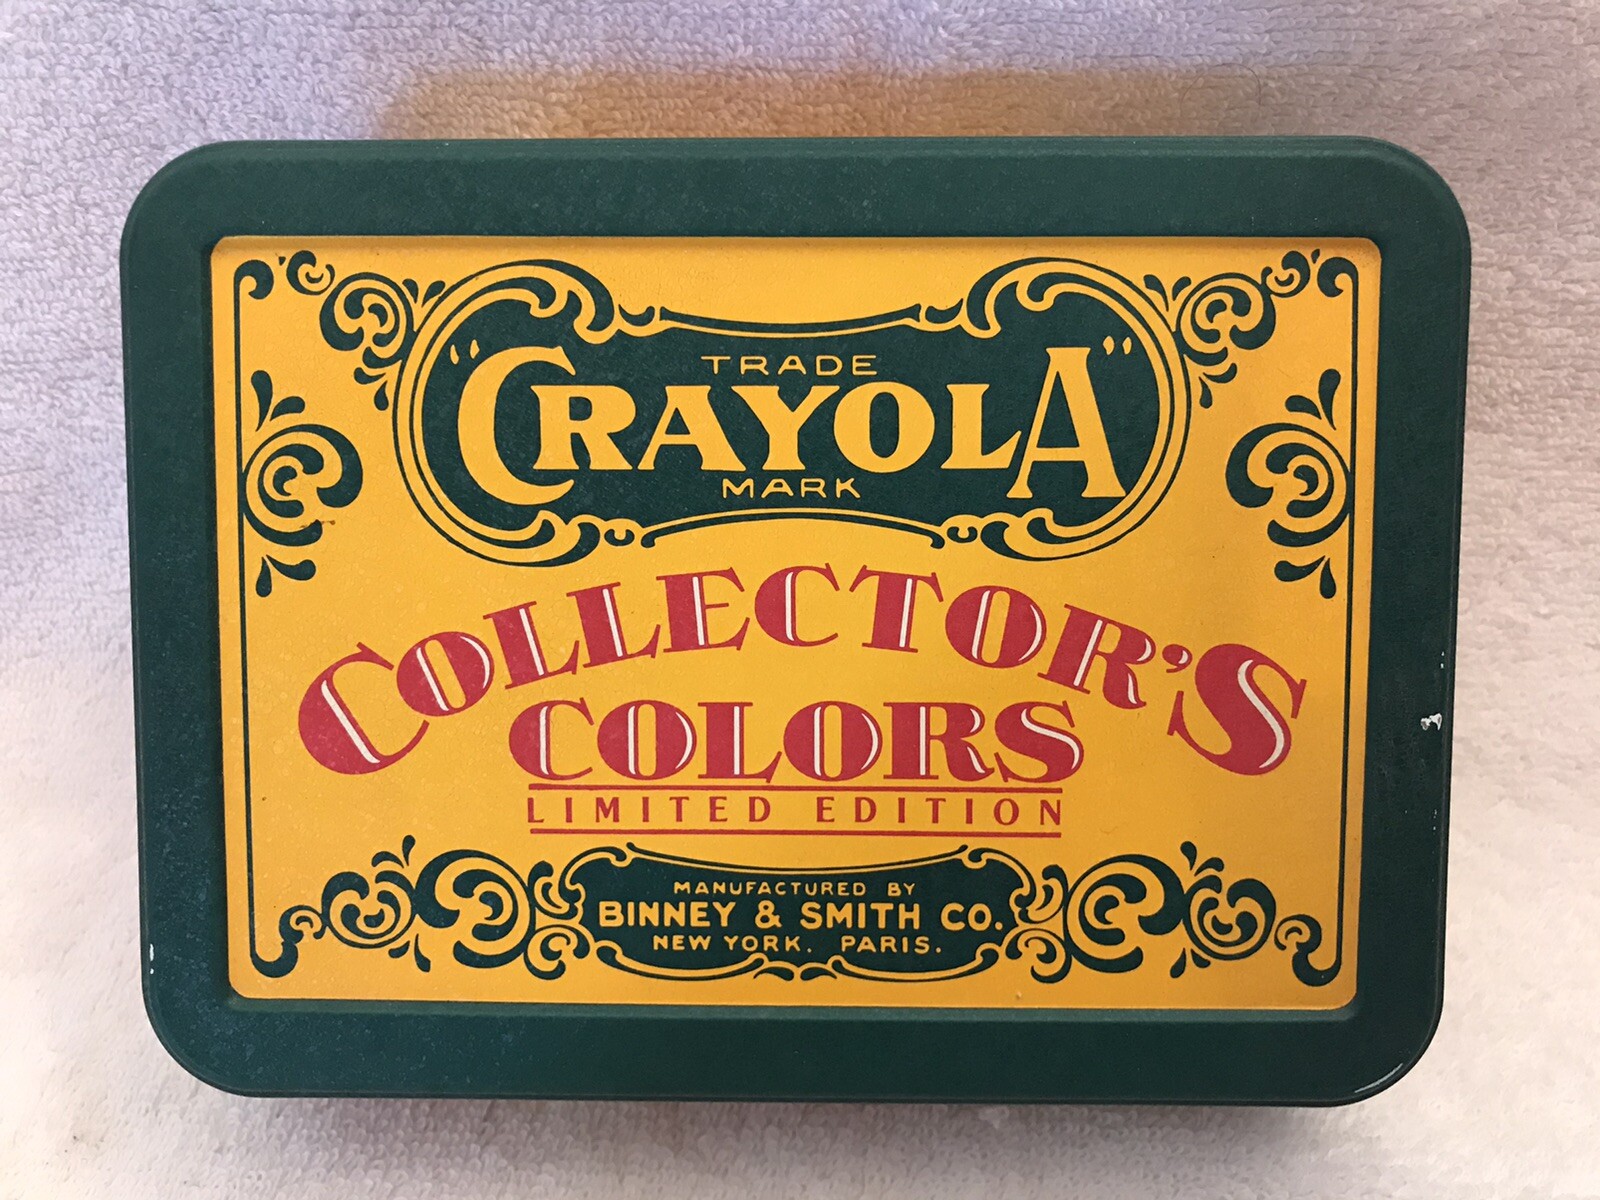 TRADE
"CRAYOLA"
MARK
COLLECTOR'S
COLORS
LIMITED EDITION
MANUFACTURED BY
BINNEY & SMITH CO.
NEW YORK. PARIS.